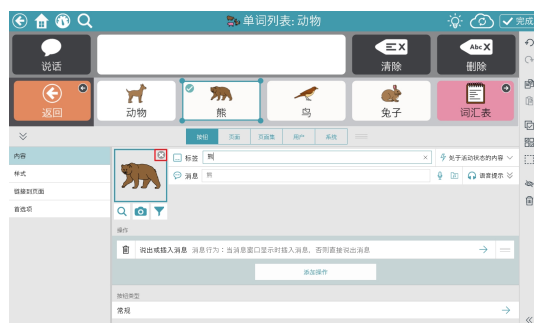 单词列表: 动物
完成
说话
X
清除
Abc X
删除
返回
动物
熊
鸟
兔子
词汇表
按钮
页面
页面集
用户
系统
内容
标签
熊
×
处于活动状态的内容
样式
消息
熊
语音提示
链接到页面
首选项
操作
说出或插入消息 消息行为：当消息窗口显示时插入消息，否则直接说出消息
添加操作
按钮类型
常规